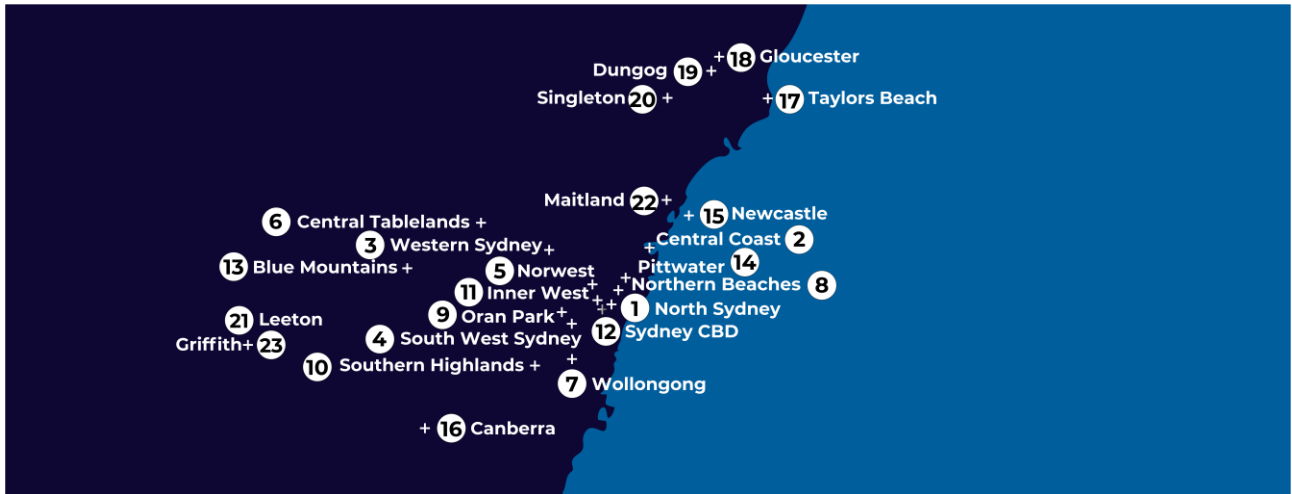 18 Gloucester
Dungog 19
Singleton 20
17 Taylors Beach
Maitland 22
15 Newcastle
6 Central Tablelands
Central Coast 2
3 Western Sydney
Pittwater 14
13 Blue Mountains
5 Norwest
Northern Beaches 8
11 Inner West
1 North Sydney
9 Oran Park
21 Leeton
12 Sydney CBD
4 South West Sydney
Griffith 23
10 Southern Highlands
7 Wollongong
16 Canberra